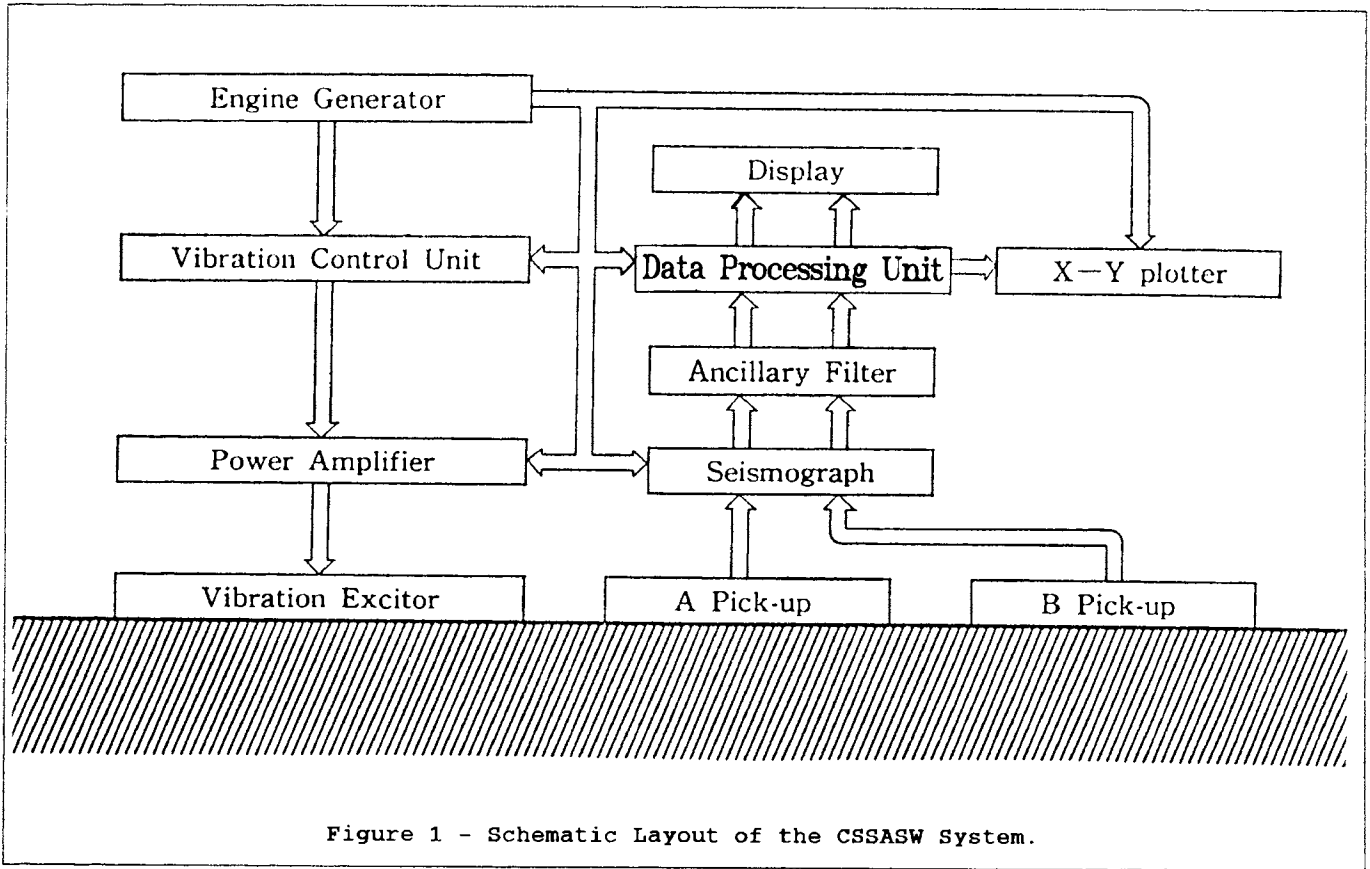 Engine Generator
Display
Vibration Control Unit
Data Processing Unit
X-Y plotter
Ancillary Filter
Power Amplifier
Seismograph
Vibration Excitor
A Pick-up
B Pick-up
Figure 1 - Schematic Layout of the CSSASW System.